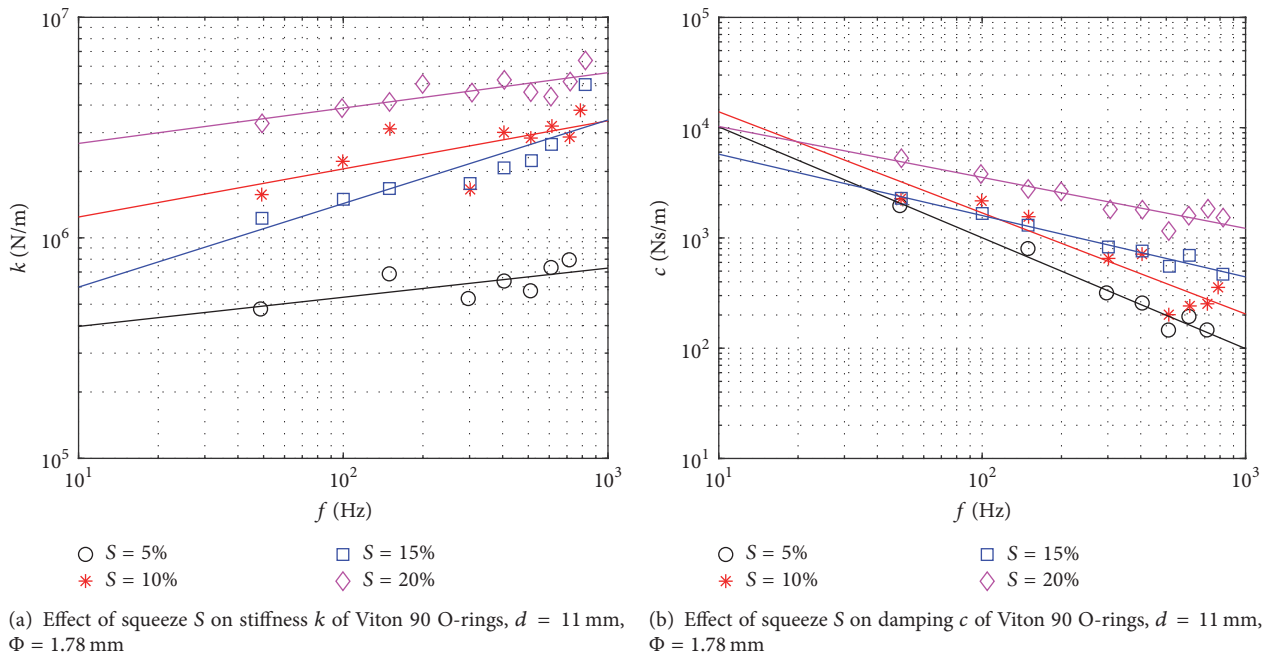 10^7
10^6
10^5
k (N/m)
10^1
10^2
10^3
f (Hz)
S = 5%
S = 10%
S = 15%
S = 20%
(a) Effect of squeeze S on stiffness k of Viton 90 O-rings, d = 11 mm,
Φ = 1.78 mm
10^5
10^4
10^3
10^2
10^1
c (Ns/m)
10^1
10^2
10^3
f (Hz)
S = 5%
S = 10%
S = 15%
S = 20%
(b) Effect of squeeze S on damping c of Viton 90 O-rings, d = 11 mm,
Φ = 1.78 mm